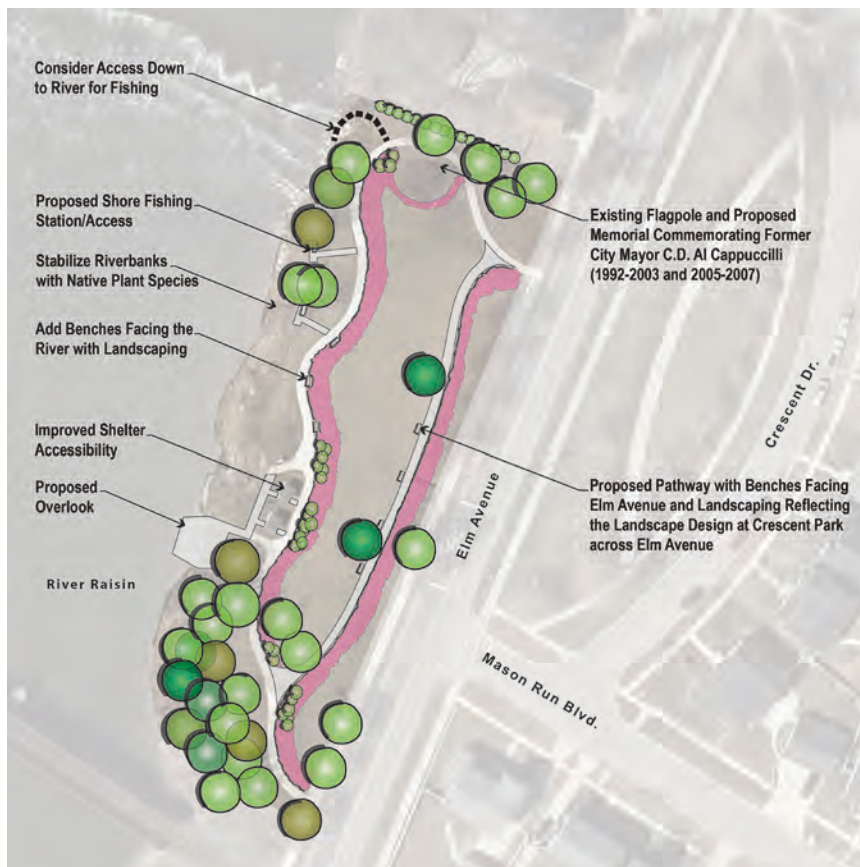 Consider Access Down
to River for Fishing
Proposed Shore Fishing
Station/Access
Stabilize Riverbanks
with Native Plant Species
Add Benches Facing the
River with Landscaping
Improved Shelter
Accessibility
Proposed
Overlook
River Raisin
Existing Flagpole and Proposed
Memorial Commemorating Former
City Mayor C.D. Al Cappuccilli
(1992-2003 and 2005-2007)
Crescent Dr.
Elm Avenue
Proposed Pathway with Benches Facing
Elm Avenue and Landscaping Reflecting
the Landscape Design at Crescent Park
across Elm Avenue
Mason Run Blvd.